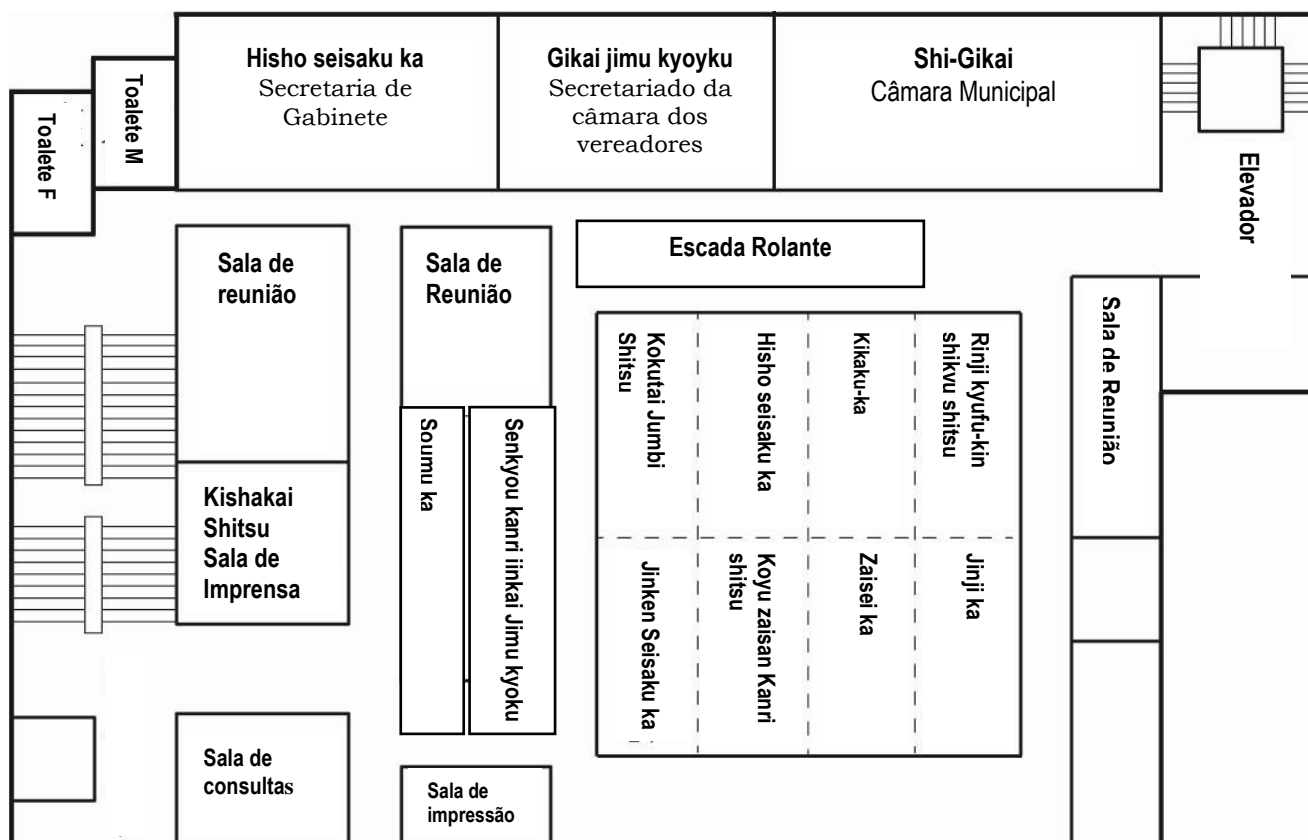 Hisho seisaku ka
Secretaria de
Gabinete
Gikai jimu kyoyku
Secretariado da
câmara dos
vereadores
Shi-Gikai
Câmara Municipal
Toalete M
Toalete F
Elevador
Escada Rolante
Sala de
reunião
Sala de
Reunião
Kokutai Jumbi
Shitsu
Hisho seisaku ka
Kikaku-ka
Rinji kyufu-kin
shikvu shitsu
Sala de Reunião
Soumu ka
Senkyou kanri iinkai Jimu kyoku
Kishakai
Shitsu
Sala de
Imprensa
Jinken Seisaku ka
Koyu zaisan Kanri
shitsu
Zaisei ka
Jinji ka
Sala de
consultas
Sala de
impressão